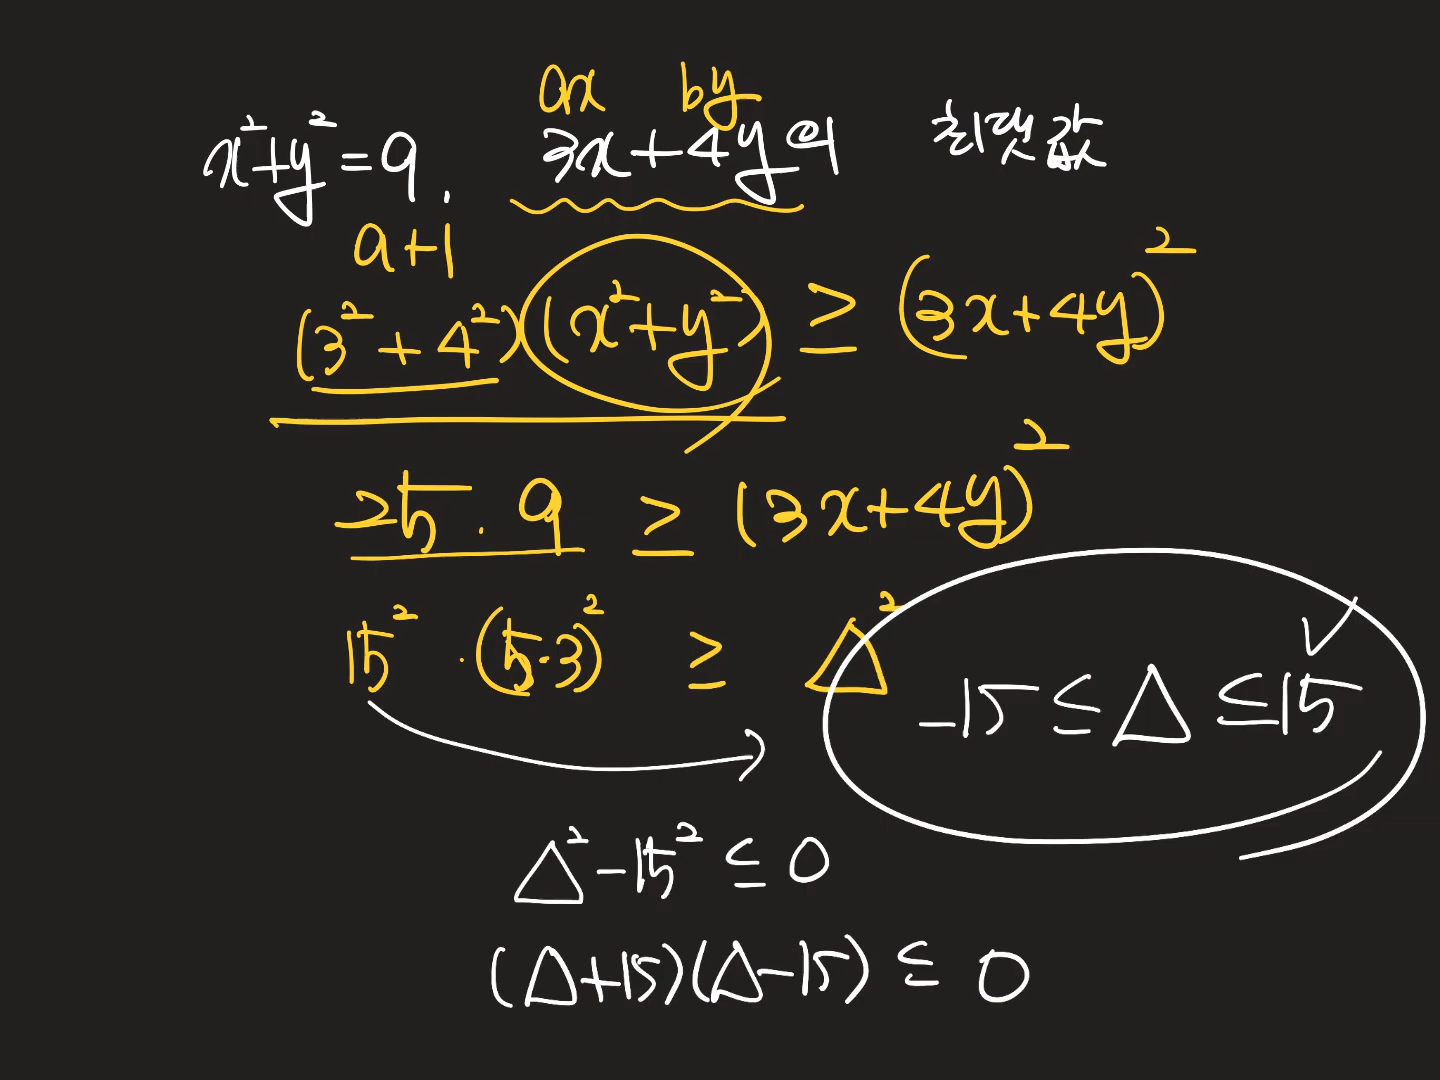 ax by
x²+y²=9, 3x+4y의 최댓값
a+1
(3²+4²)(x²+y²) ≥ (3x+4y)²
25·9 ≥ (3x+4y)²
15² ·(5·3)² ≥ △²
-15 ≤ △ ≤ 15
△²-15² ≤ 0
(△+15)(△-15) ≤ 0